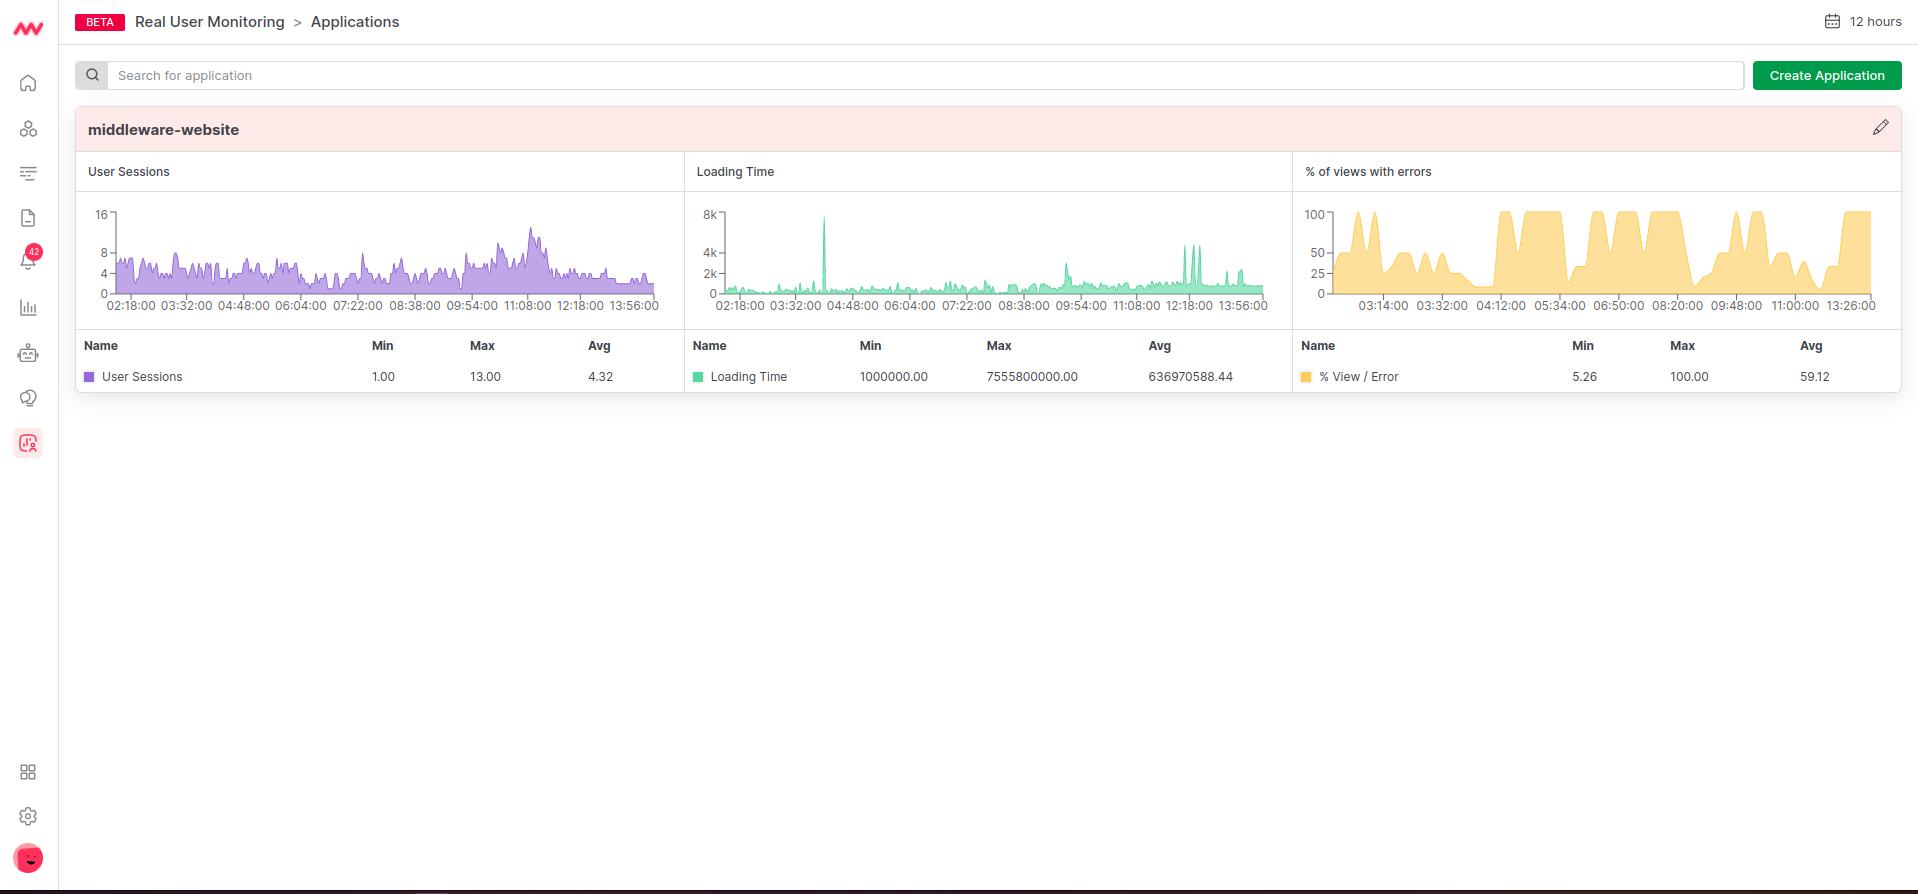 BETA Real User Monitoring > Applications 12 hours
Search for application Create Application
middleware-website
User Sessions Loading Time % of views with errors
16
8
4
0
02:18:00 03:32:00 04:48:00 06:04:00 07:22:00 08:38:00 09:54:00 11:08:00 12:18:00 13:56:00
8k
4k
2k
0
02:18:00 03:32:00 04:48:00 06:04:00 07:22:00 08:38:00 09:54:00 11:08:00 12:18:00 13:56:00
100
50
25
0
03:14:00 03:32:00 04:12:00 05:34:00 06:50:00 08:20:00 09:48:00 11:00:00 13:26:00
Name Min Max Avg
User Sessions 1.00 13.00 4.32
Name Min Max Avg
Loading Time 1000000.00 7555800000.00 636970588.44
Name Min Max Avg
% View / Error 5.26 100.00 59.12
42